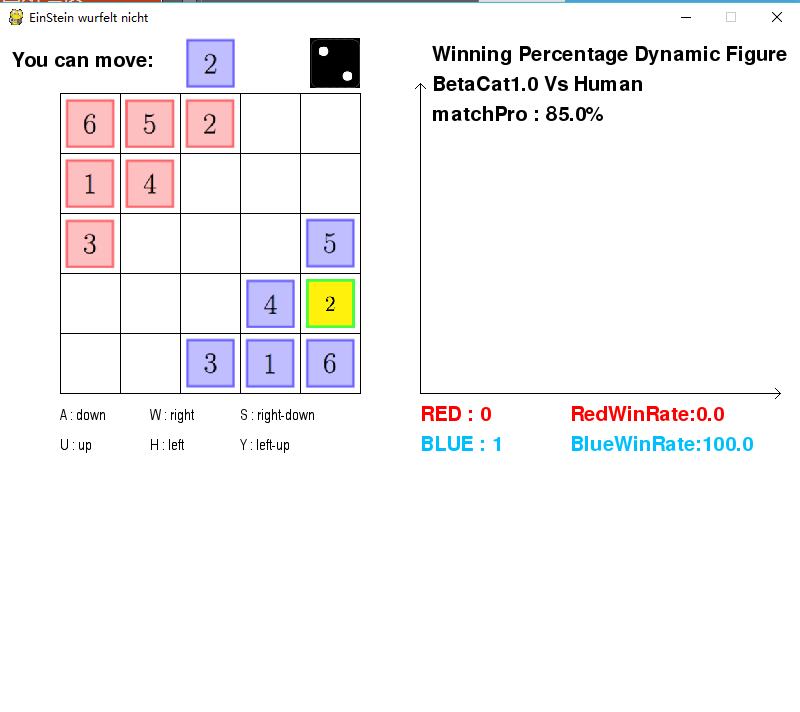 EinStein wurfelt nicht
You can move: 2
Winning Percentage Dynamic Figure
BetaCat1.0 Vs Human
matchPro : 85.0%
6 5 2
1 4
3 5
4 2
3 1 6
A : down W : right S : right-down
U : up H : left Y : left-up
RED : 0 RedWinRate:0.0
BLUE : 1 BlueWinRate:100.0